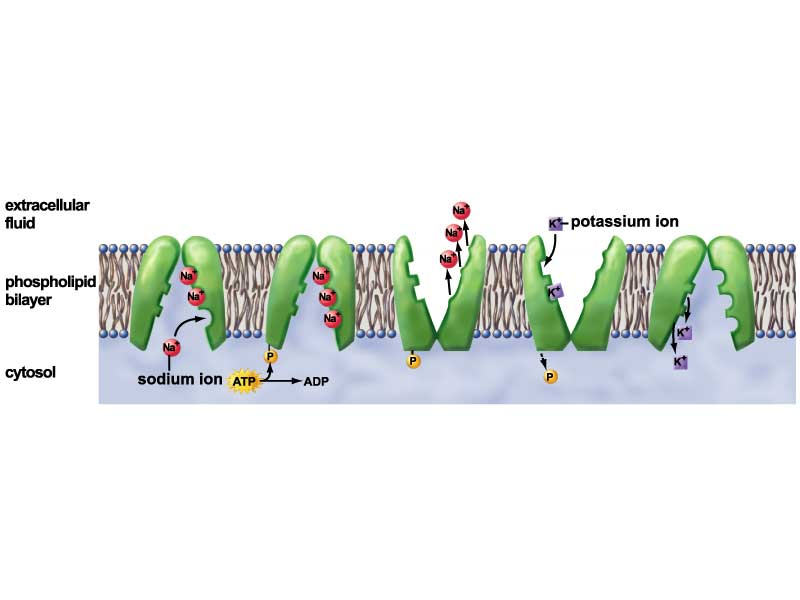 extracellular
fluid
phospholipid
bilayer
cytosol
Na+
Na+
Na+
sodium ion
Na+
Na+
Na+
P
ATP
ADP
Na+
Na+
Na+
P
K+
potassium ion
K+
P
K+
K+